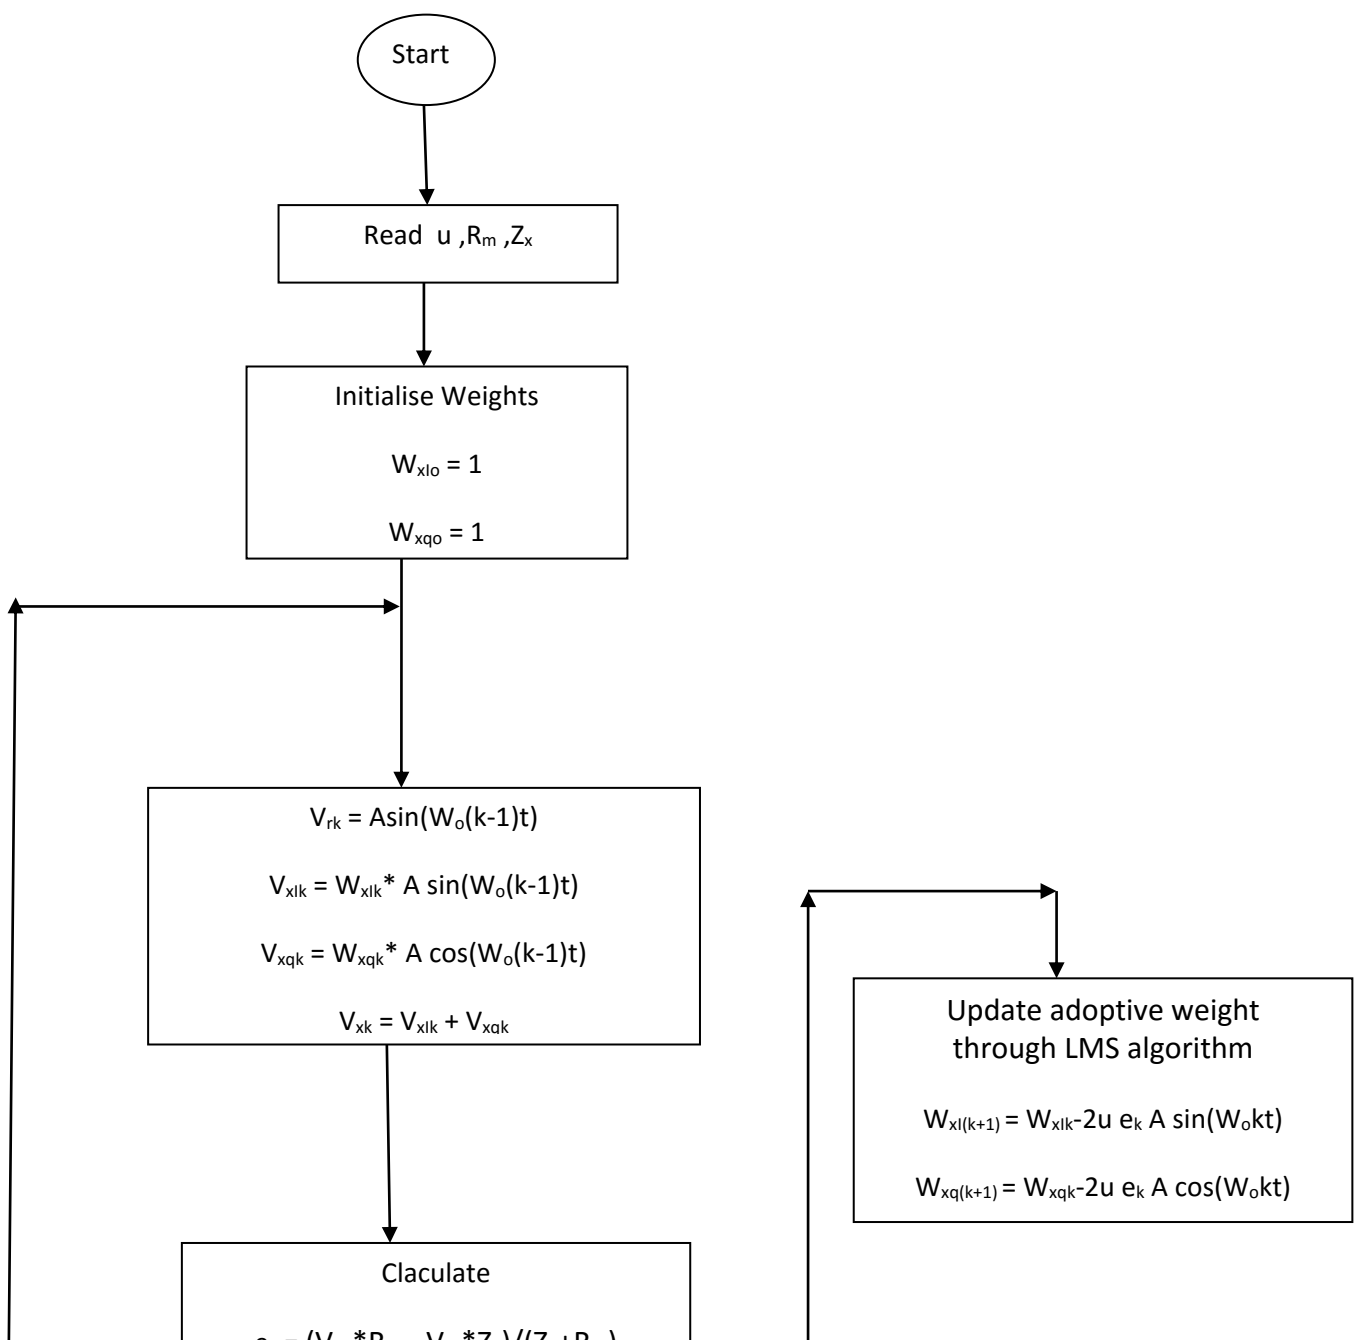 Start
Read u ,Rm ,Zx
Initialise Weights
Wxlo = 1
Wxqo = 1
Vrk = Asin(Wo(k-1)t)
Vxlk = Wxlk* A sin(Wo(k-1)t)
Vxqk = Wxqk* A cos(Wo(k-1)t)
Vxk = Vxlk + Vxqk
Update adoptive weight
through LMS algorithm
Wxl(k+1) = Wxlk-2u ek A sin(Wokt)
Wxq(k+1) = Wxqk-2u ek A cos(Wokt)
Claculate